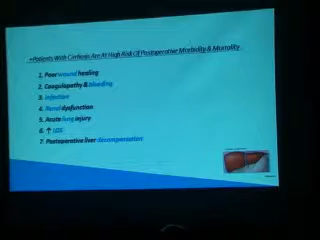 •Patients With Cirrhosis Are At High Risk Of Postoperative Morbidity & Mortality.
1. Poor wound healing
2. Coagulopathy & bleeding
3. Infection
4. Renal dysfunction
5. Acute lung injury
6. ↑ LOS
7. Postoperative liver decompensation